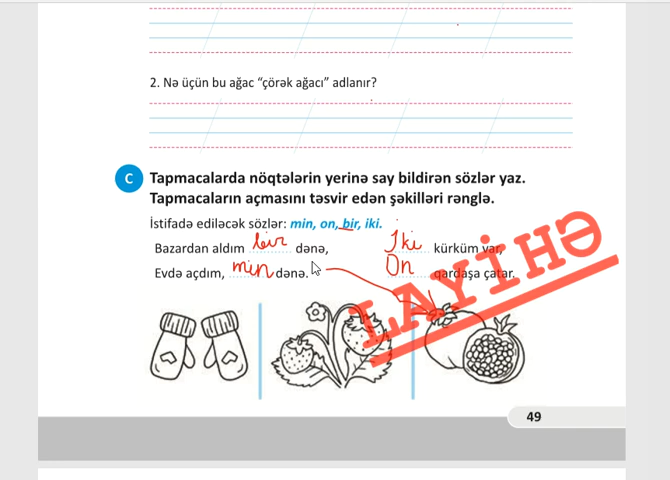 2. Nə üçün bu ağac “çörək ağacı” adlanır?
C Tapmacalarda nöqtələrin yerinə say bildirən sözlər yaz.
Tapmacaların açmasını təsvir edən şəkilləri rənglə.
İstifadə ediləcək sözlər: min, on, bir, iki.
Bazardan aldım bir dənə,
Evdə açdım, min dənə.
İki kürküm var,
On qardaşa çatar.
LAYİHƏ
49